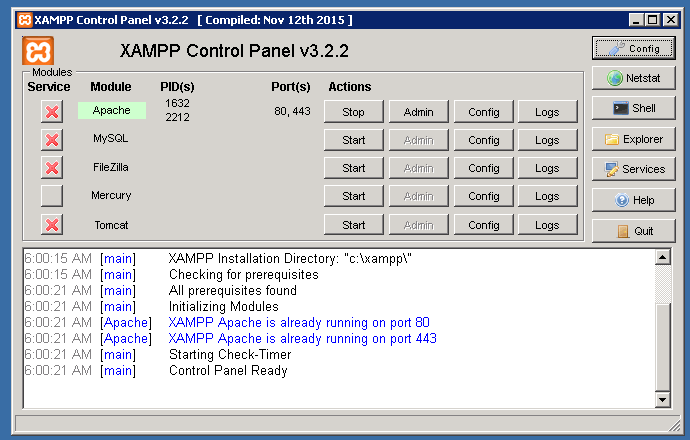 XAMPP Control Panel v3.2.2 [ Compiled: Nov 12th 2015 ]
XAMPP Control Panel v3.2.2
Config
Modules
Service Module PID(s) Port(s) Actions
Netstat
Apache 1632 2212 80, 443 Stop Admin Config Logs
Shell
MySQL Start Admin Config Logs
Explorer
FileZilla Start Admin Config Logs
Services
Mercury Start Admin Config Logs
Help
Tomcat Start Admin Config Logs
Quit
6:00:15 AM [main] XAMPP Installation Directory: "c:\xampp\"
6:00:15 AM [main] Checking for prerequisites
6:00:21 AM [main] All prerequisites found
6:00:21 AM [main] Initializing Modules
6:00:21 AM [Apache] XAMPP Apache is already running on port 80
6:00:21 AM [Apache] XAMPP Apache is already running on port 443
6:00:21 AM [main] Starting Check-Timer
6:00:21 AM [main] Control Panel Ready